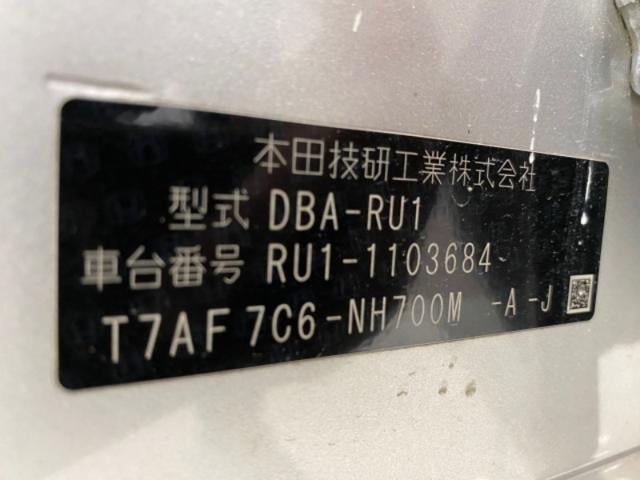 本田技研工業株式会社
型式 DBA-RU1
車台番号 RU1-1103684
T7AF 7C6-NH700M -A-J